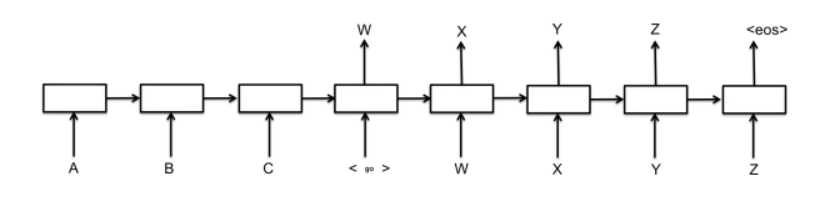 W X Y Z <eos>
A B C < go > W X Y Z